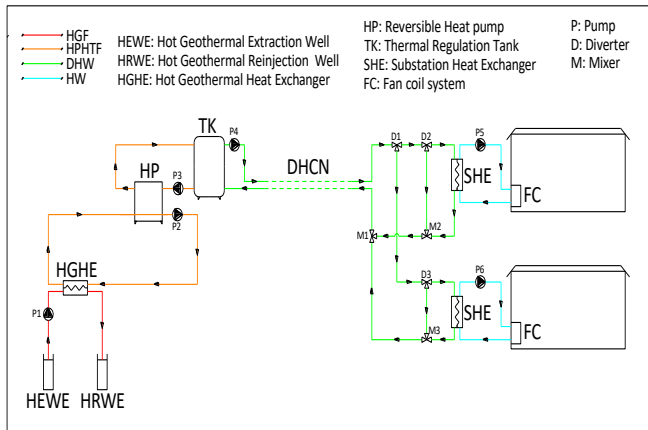 HGF
HPHTF
DHW
HW
HEWE: Hot Geothermal Extraction Well
HRWE: Hot Geothermal Reinjection Well
HGHE: Hot Geothermal Heat Exchanger
HP: Reversible Heat pump
TK: Thermal Regulation Tank
SHE: Substation Heat Exchanger
FC: Fan coil system
P: Pump
D: Diverter
M: Mixer
TK
P4
D1
D2
P5
DHCN
HP
P3
SHE
FC
P2
M1
M2
HGHE
D3
P6
P1
SHE
FC
M3
HEWE
HRWE